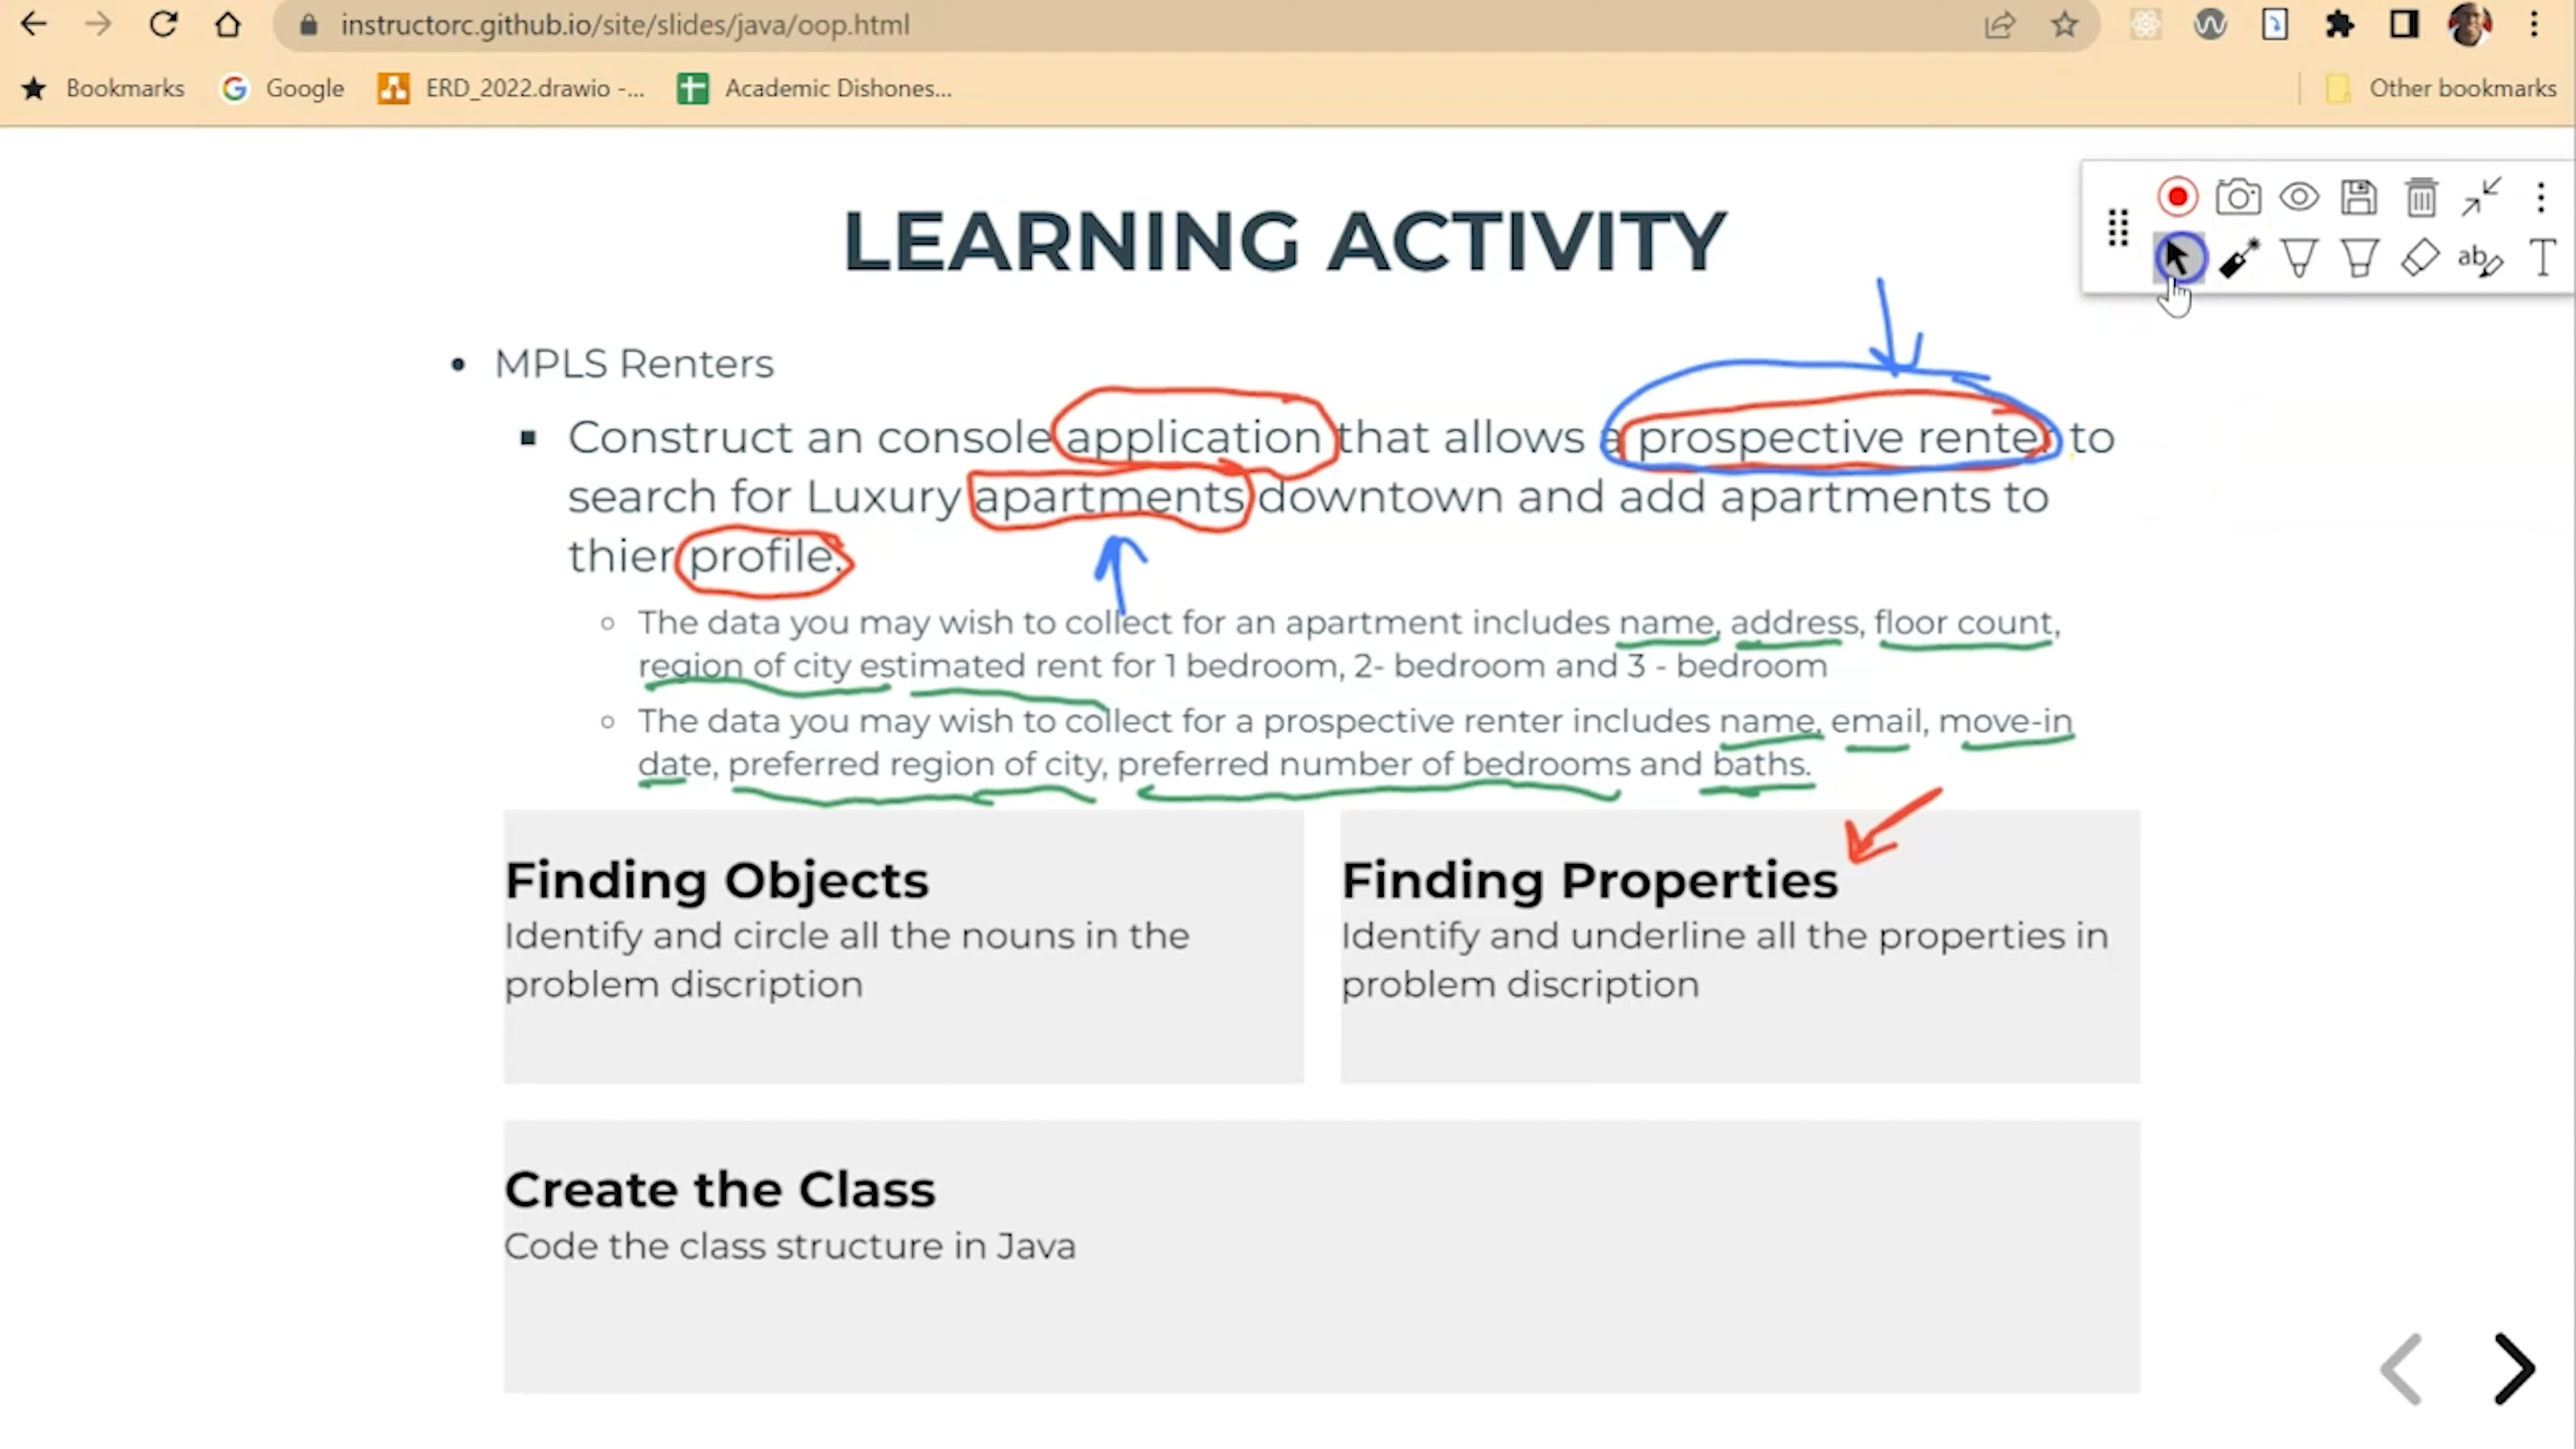 instructorc.github.io/site/slides/java/oop.html
Bookmarks Google ERD_2022.drawio -... Academic Dishones... Other bookmarks
LEARNING ACTIVITY
MPLS Renters
Construct an console application that allows a prospective renter to
search for Luxury apartments downtown and add apartments to
thier profile.
The data you may wish to collect for an apartment includes name, address, floor count,
region of city estimated rent for 1 bedroom, 2- bedroom and 3 - bedroom
The data you may wish to collect for a prospective renter includes name, email, move-in
date, preferred region of city, preferred number of bedrooms and baths.
Finding Objects
Identify and circle all the nouns in the
problem discription
Finding Properties
Identify and underline all the properties in
problem discription
Create the Class
Code the class structure in Java